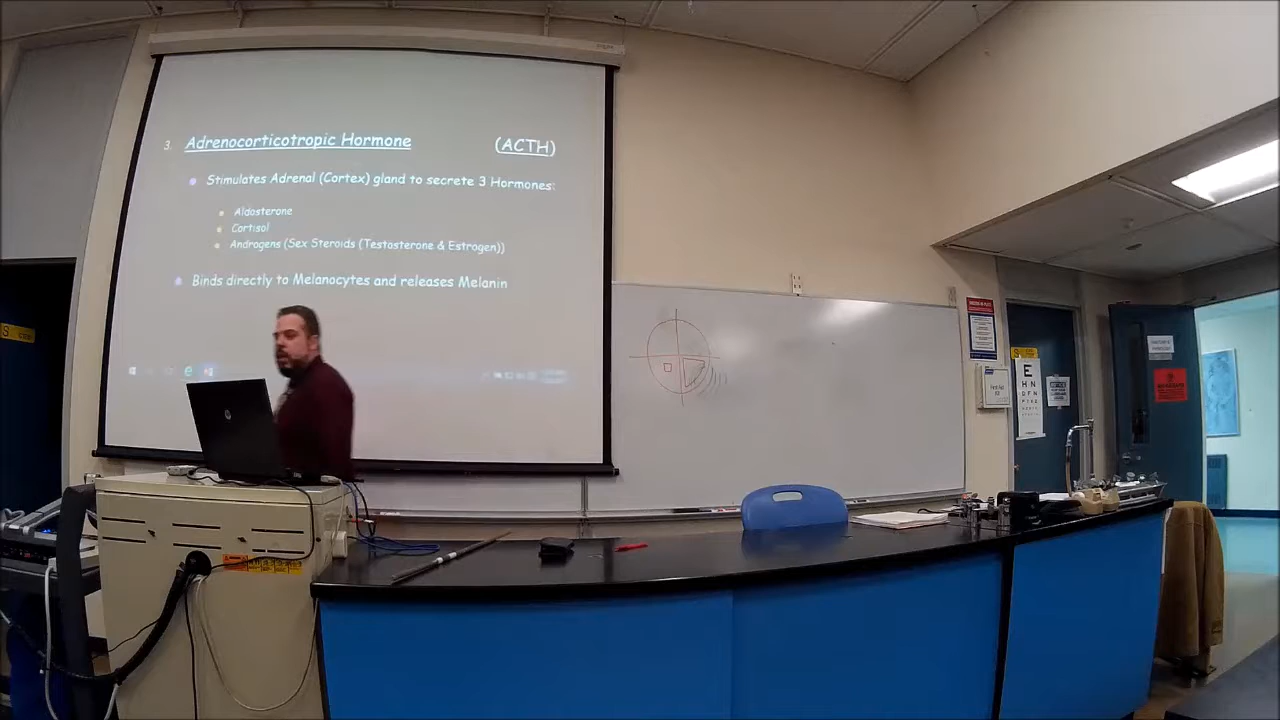 3. Adrenocorticotropic Hormone (ACTH)
Stimulates Adrenal (Cortex) gland to secrete 3 Hormones:
Aldosterone
Cortisol
Androgens (Sex Steroids (Testosterone & Estrogen))
Binds directly to Melanocytes and releases Melanin
E
H N
D F N